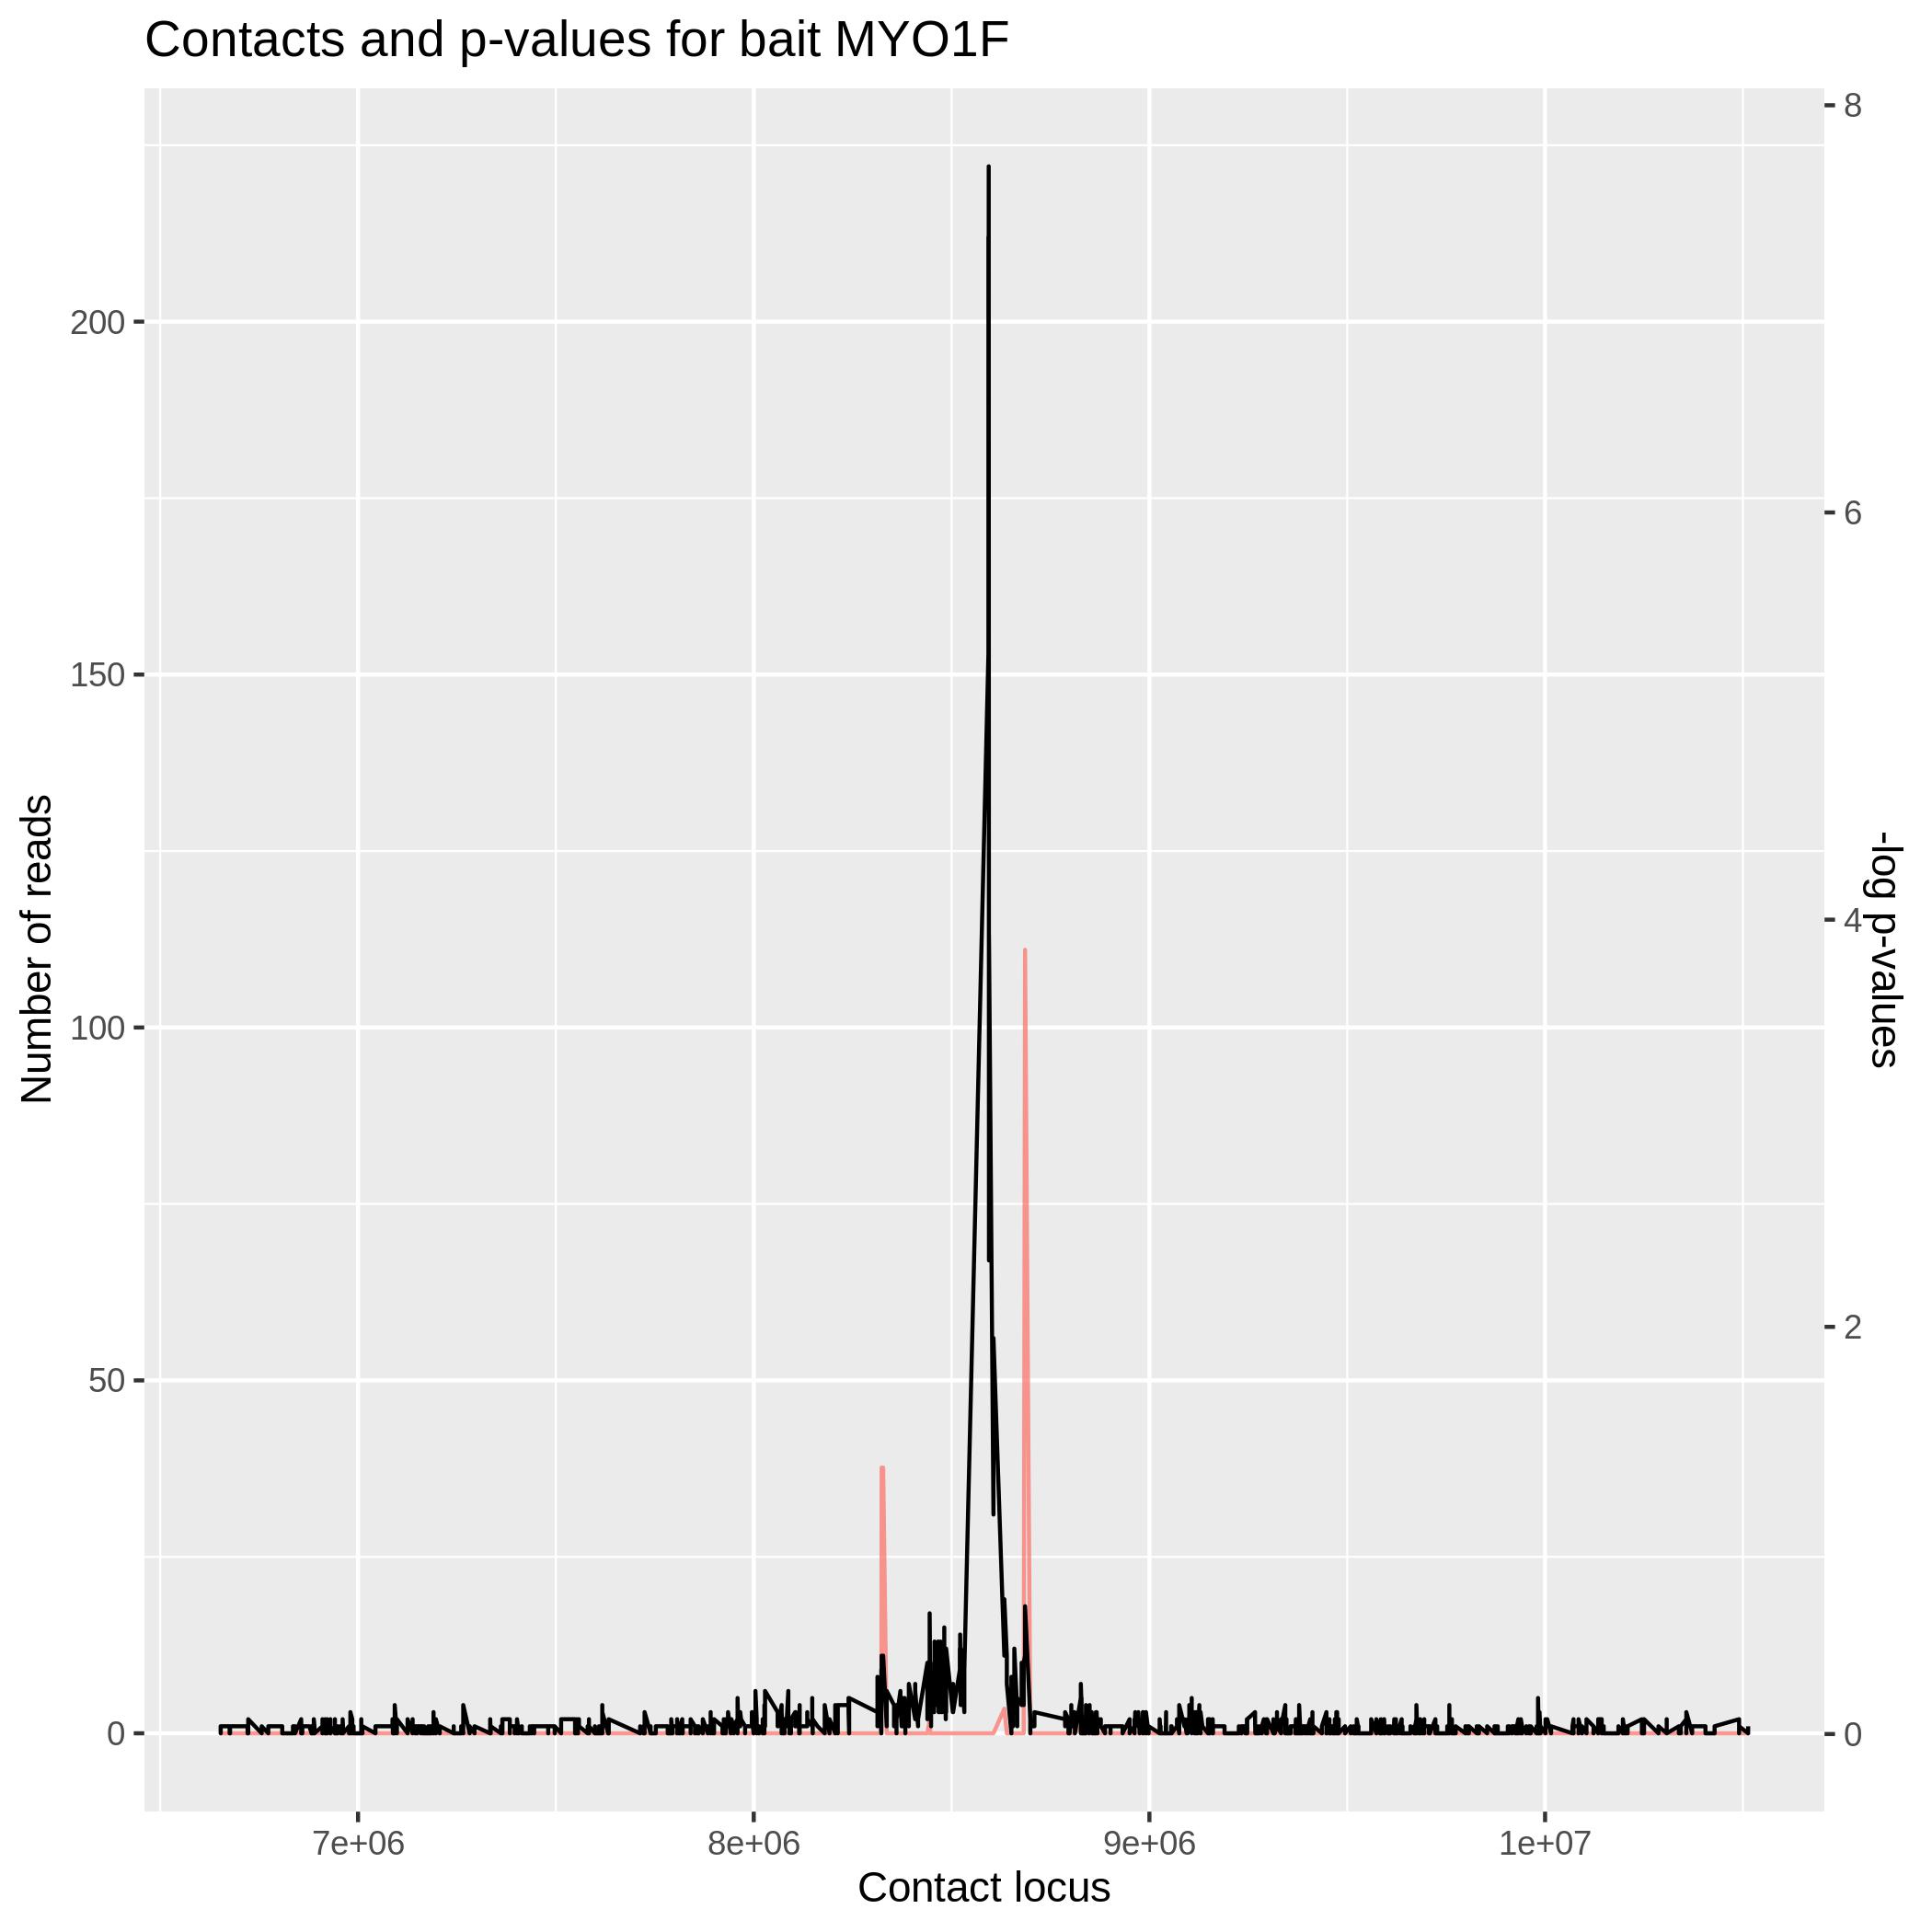 Contacts and p-values for bait MYO1F
Number of reads
200
150
100
50
0
8
6
4
2
0
-log p-values
7e+06
8e+06
9e+06
1e+07
Contact locus